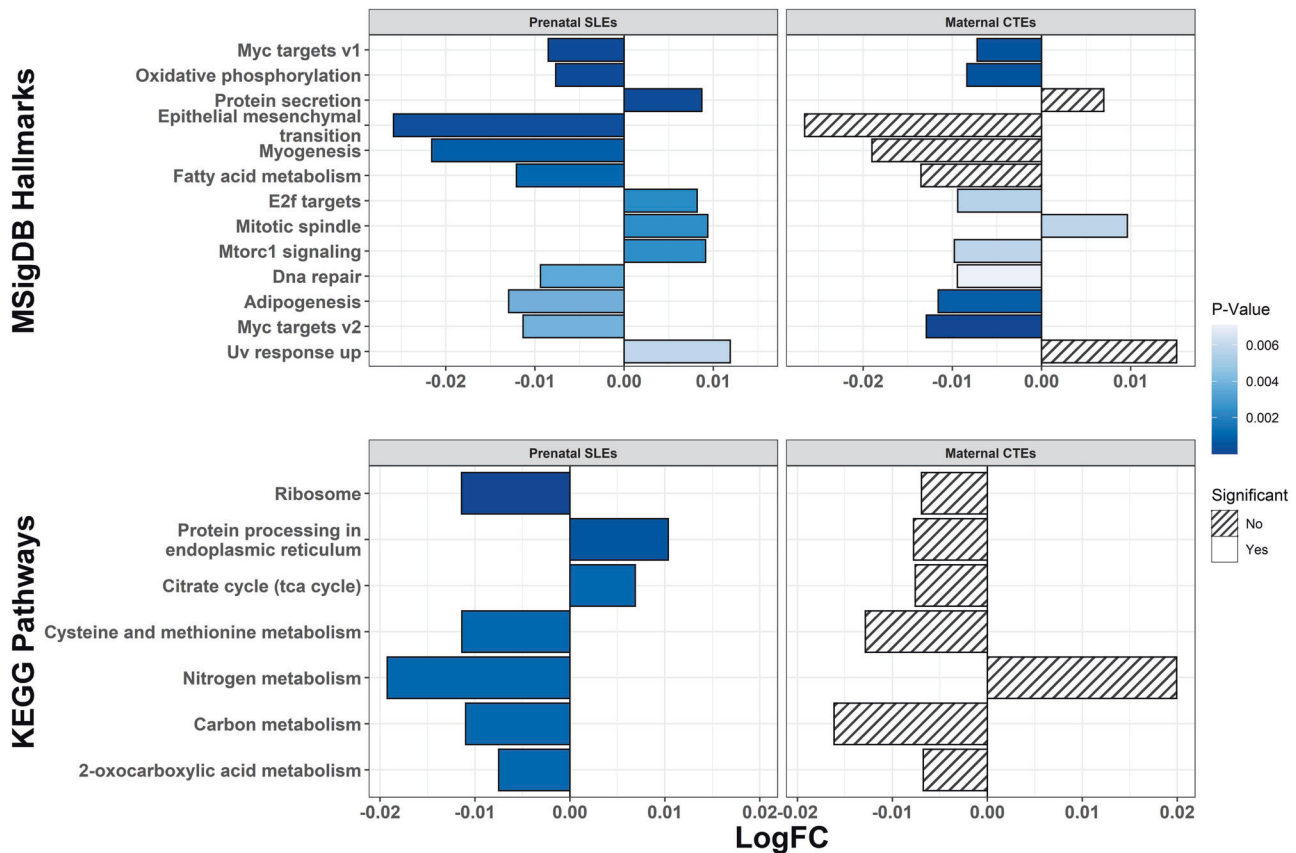 MSigDB Hallmarks
Prenatal SLEs
Maternal CTEs
Myc targets v1
Oxidative phosphorylation
Protein secretion
Epithelial mesenchymal
transition
Myogenesis
Fatty acid metabolism
E2f targets
Mitotic spindle
Mtorc1 signaling
Dna repair
Adipogenesis
Myc targets v2
Uv response up
-0.02 -0.01 0.00 0.01
-0.02 -0.01 0.00 0.01
P-Value
0.006
0.004
0.002
Significant
No
Yes
KEGG Pathways
Prenatal SLEs
Maternal CTEs
Ribosome
Protein processing in
endoplasmic reticulum
Citrate cycle (tca cycle)
Cysteine and methionine metabolism
Nitrogen metabolism
Carbon metabolism
2-oxocarboxylic acid metabolism
-0.02 -0.01 0.00 0.01 0.02
-0.02 -0.01 0.00 0.01 0.02
LogFC